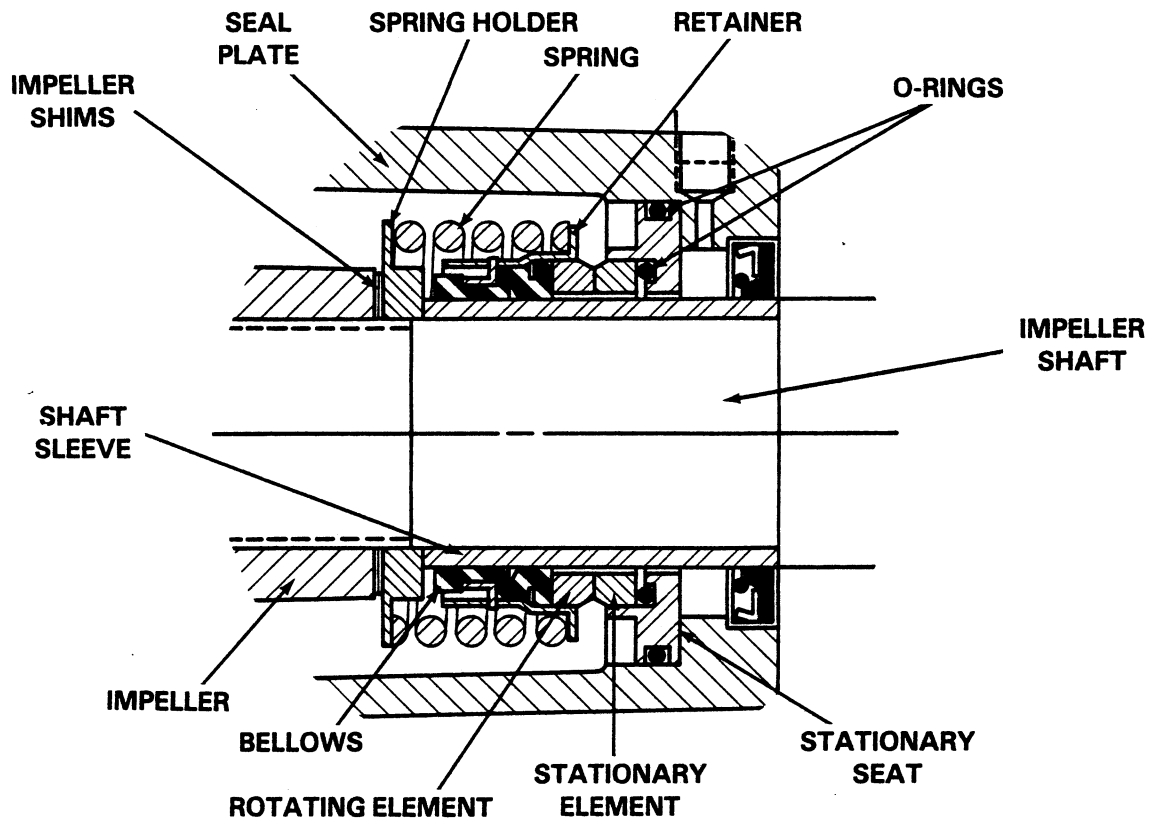 SEAL
PLATE
SPRING HOLDER
SPRING
RETAINER
IMPELLER
SHIMS
O-RINGS
IMPELLER
SHAFT
SHAFT
SLEEVE
IMPELLER
BELLOWS
ROTATING ELEMENT
STATIONARY
ELEMENT
STATIONARY
SEAT